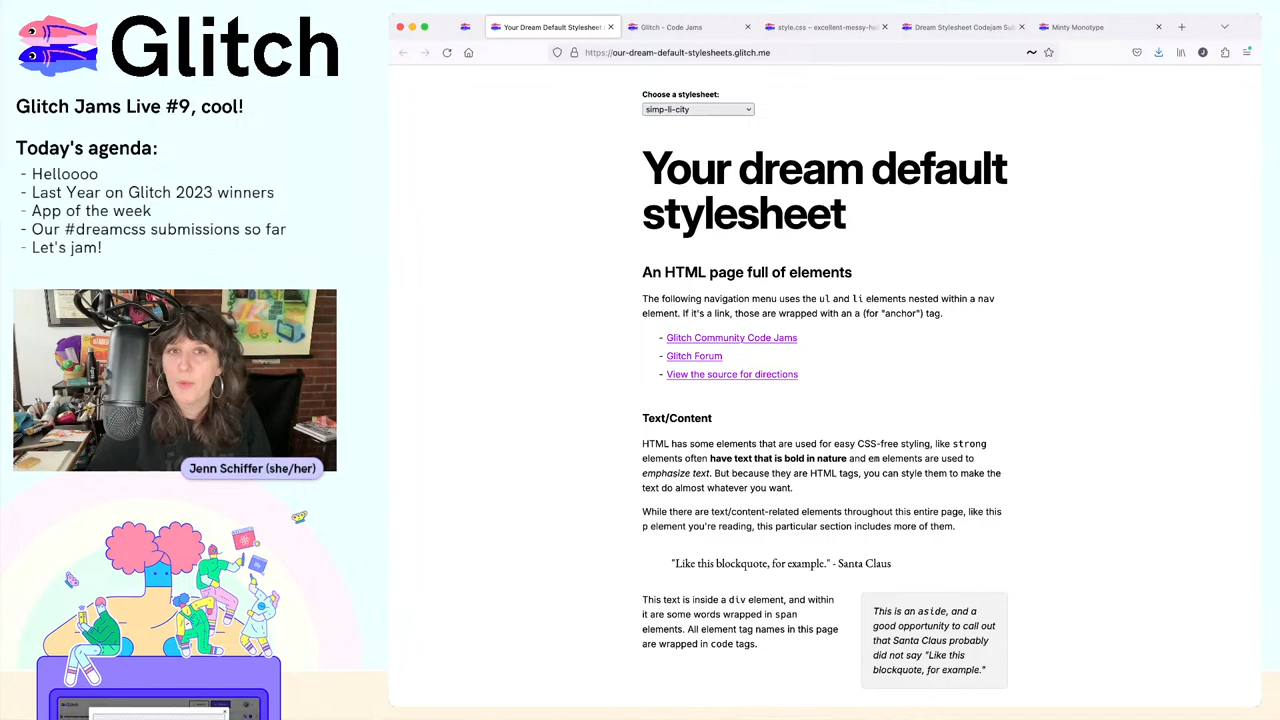 Glitch
Glitch Jams Live #9, cool!
Today's agenda:
- Helloooo
- Last Year on Glitch 2023 winners
- App of the week
- Our #dreamcss submissions so far
- Let's jam!
Jenn Schiffer (she/her)
Your Dream Default Stylesheet
Glitch - Code Jams
style.css – excellent-messy-hel
Dream Stylesheet Codejam Sub
Minty Monotype
https://our-dream-default-stylesheets.glitch.me
Choose a stylesheet:
simp-li-city
Your dream default
stylesheet
An HTML page full of elements
The following navigation menu uses the ul and li elements nested within a nav
element. If it's a link, those are wrapped with an a (for "anchor") tag.
- Glitch Community Code Jams
- Glitch Forum
- View the source for directions
Text/Content
HTML has some elements that are used for easy CSS-free styling, like strong
elements often have text that is bold in nature and em elements are used to
emphasize text. But because they are HTML tags, you can style them to make the
text do almost whatever you want.
While there are text/content-related elements throughout this entire page, like this
p element you're reading, this particular section includes more of them.
"Like this blockquote, for example." - Santa Claus
This text is inside a div element, and within
it are some words wrapped in span
elements. All element tag names in this page
are wrapped in code tags.
This is an aside, and a
good opportunity to call out
that Santa Claus probably
did not say "Like this
blockquote, for example."